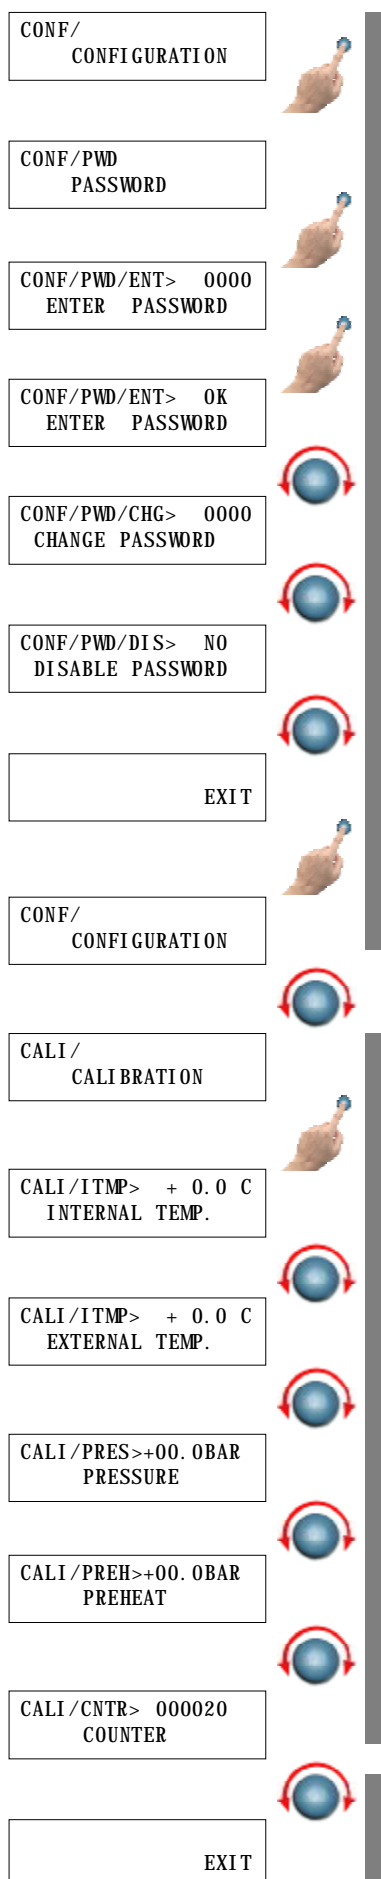 CONF/
CONFIGURATION
CONF/PWD
PASSWORD
CONF/PWD/ENT> 0000
ENTER PASSWORD
CONF/PWD/ENT> OK
ENTER PASSWORD
CONF/PWD/CHG> 0000
CHANGE PASSWORD
CONF/PWD/DIS> NO
DISABLE PASSWORD
EXIT
CONF/
CONFIGURATION
CALI/
CALIBRATION
CALI/ITMP> + 0.0 C
INTERNAL TEMP.
CALI/ITMP> + 0.0 C
EXTERNAL TEMP.
CALI/PRES>+00.0BAR
PRESSURE
CALI/PREH>+00.0BAR
PREHEAT
CALI/CNTR> 000020
COUNTER
EXIT